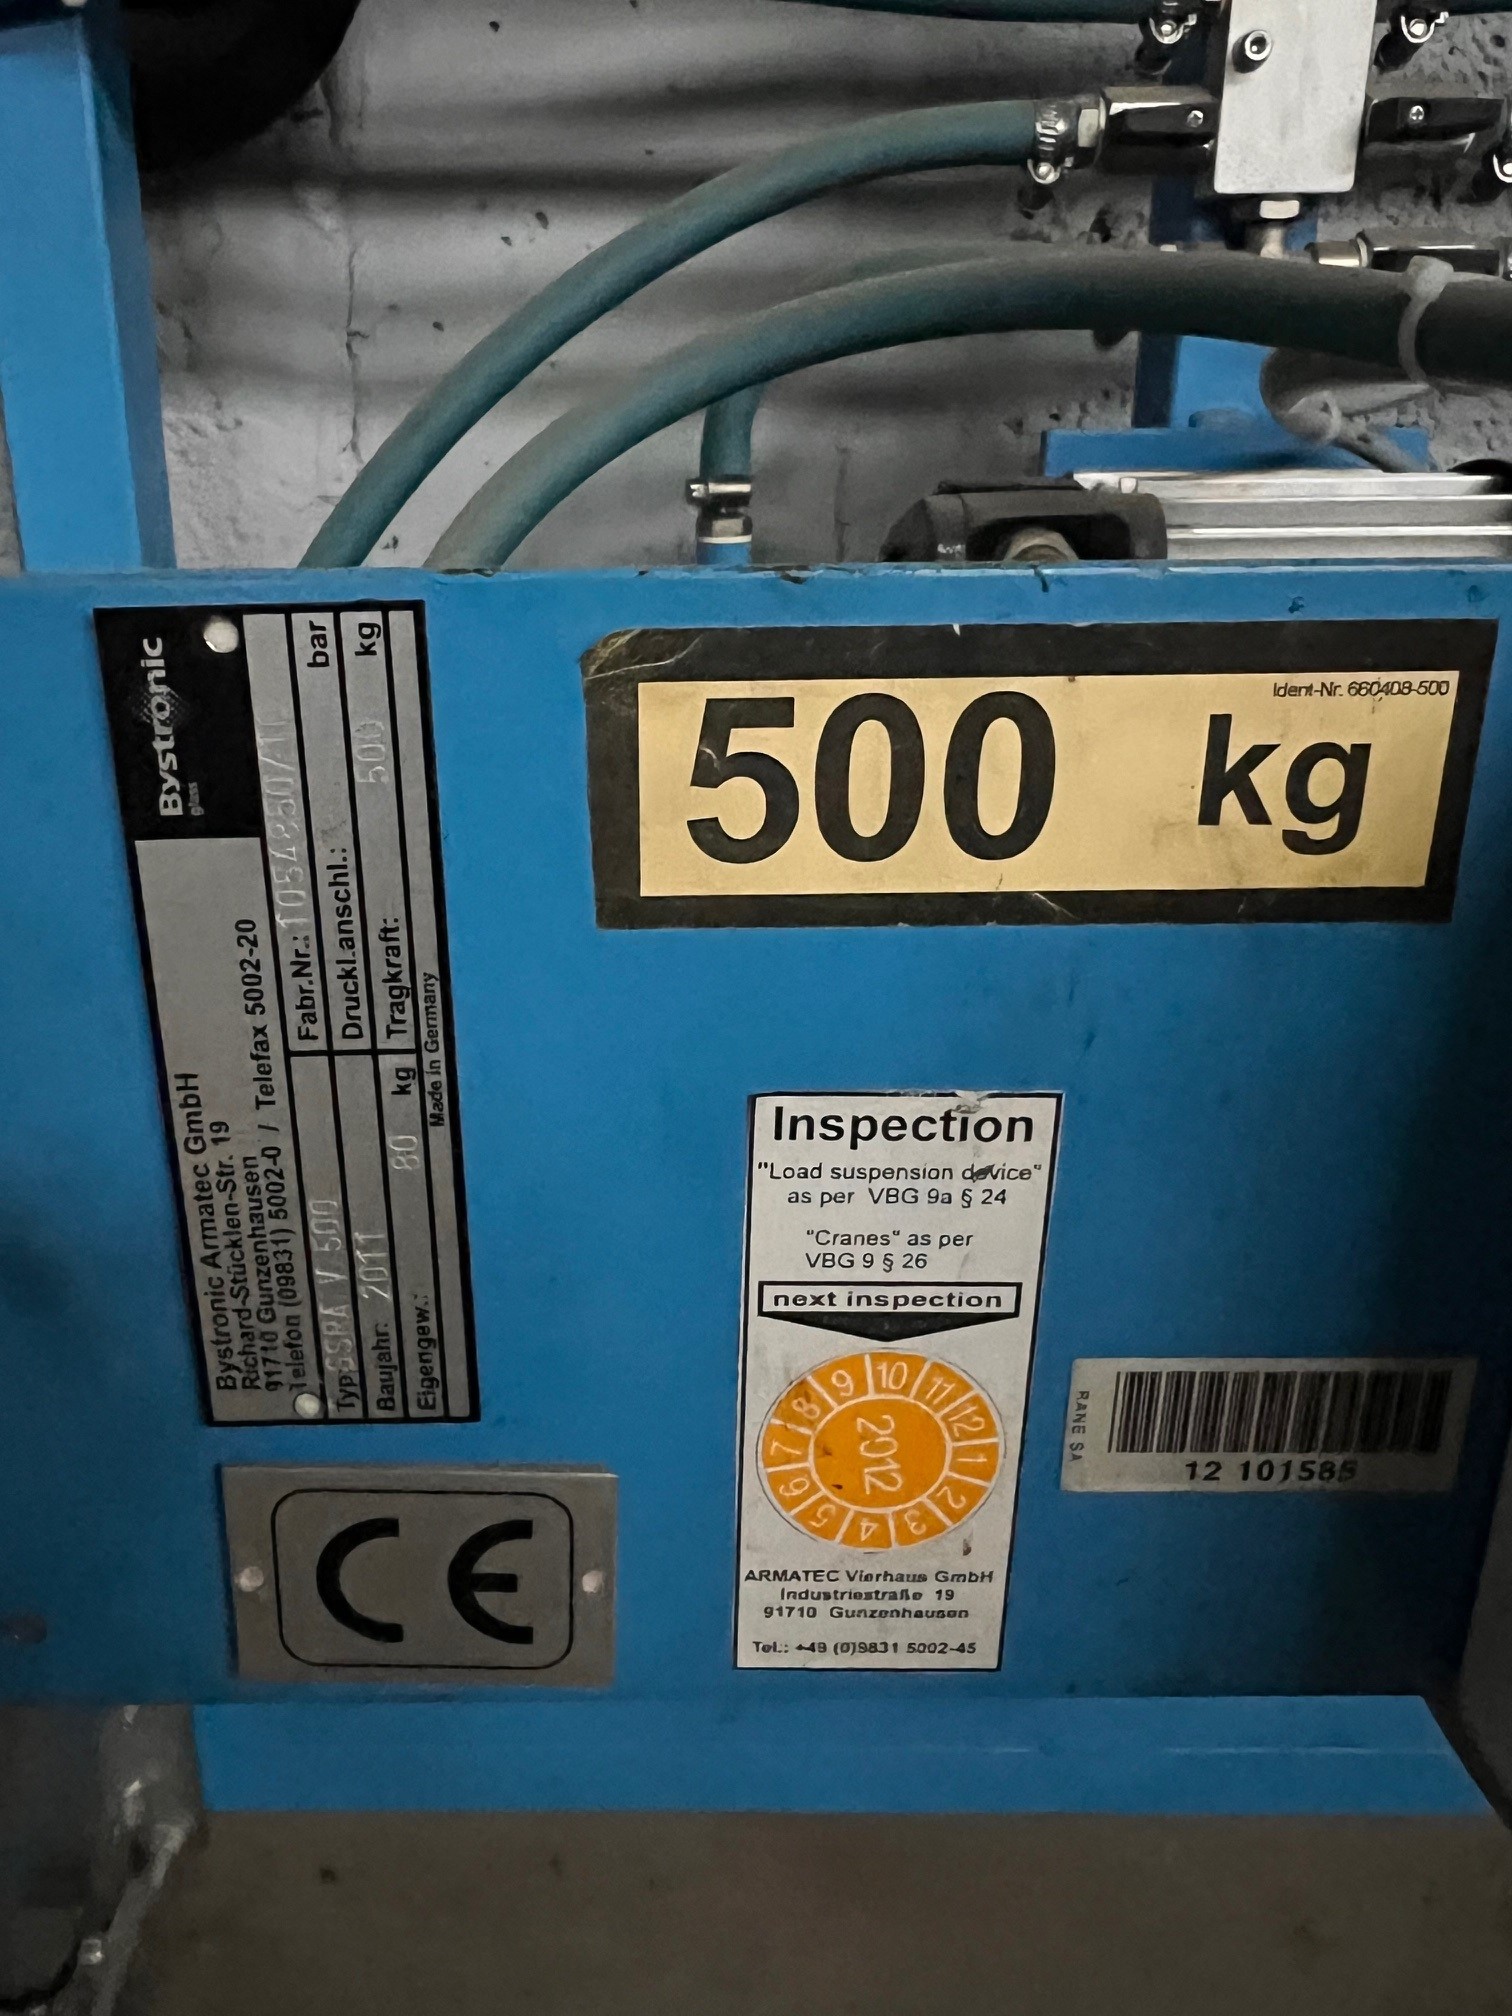 Bystronic
glass
Bystronic Armatec GmbH
Richard-Stücklen-Str. 19
91710 Gunzenhausen
Telefon (09831) 5002-0 / Telefax 5002-20
Typ: V 500
Fabr.Nr.:
Baujahr: 2011
Druckl.anschl.: bar
Eigengew.: 80 kg
Tragkraft: 500 kg
Made in Germany
Ident-Nr. 660408-500
500 kg
Inspection
"Load suspension device"
as per VBG 9a § 24
"Cranes" as per
VBG 9 § 26
next inspection
1 2 3 4 5 6 7 8 9 10 11 12
2012
ARMATEC Vierhaus GmbH
Industriestraße 19
91710 Gunzenhausen
Tel.: +49 (0)9831 5002-45
RANE SA
12 101585
CE